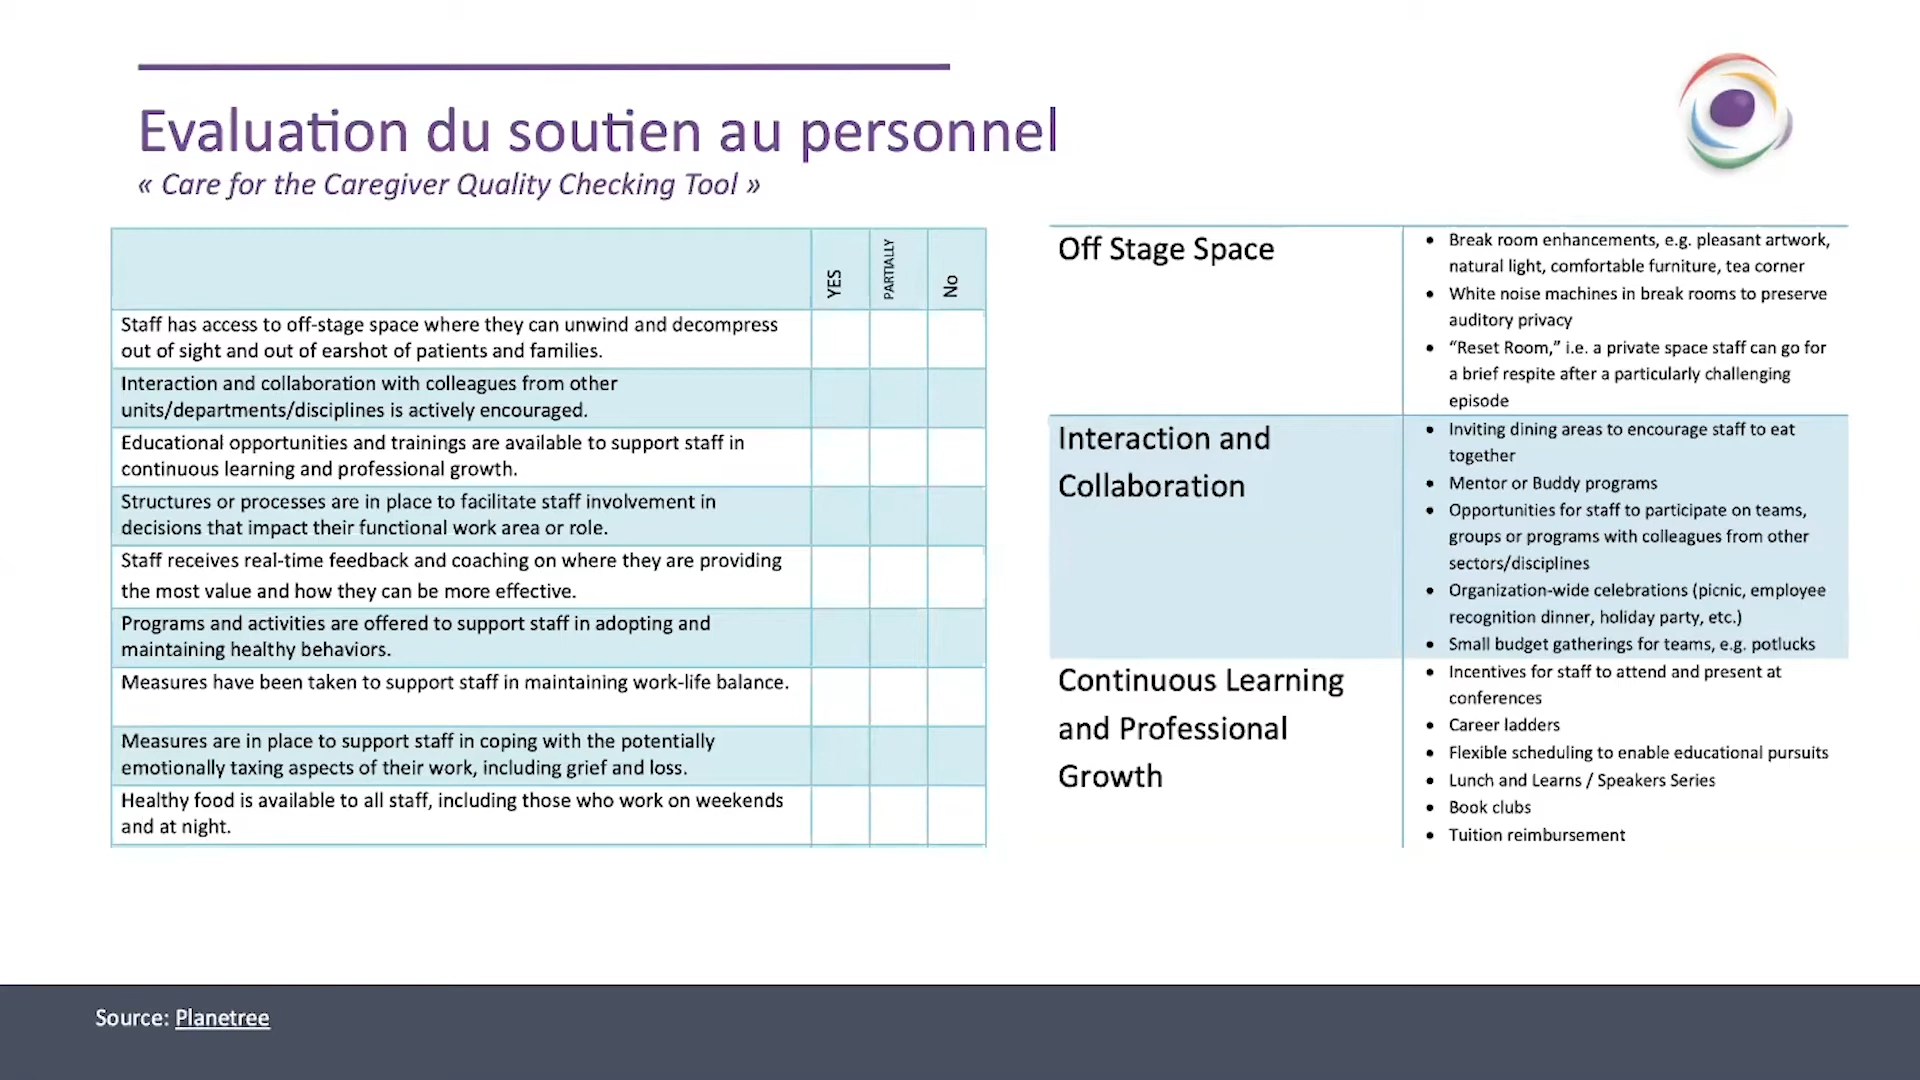 Evaluation du soutien au personnel
« Care for the Caregiver Quality Checking Tool »
YES
PARTIALLY
No
Staff has access to off-stage space where they can unwind and decompress
out of sight and out of earshot of patients and families.
Interaction and collaboration with colleagues from other
units/departments/disciplines is actively encouraged.
Educational opportunities and trainings are available to support staff in
continuous learning and professional growth.
Structures or processes are in place to facilitate staff involvement in
decisions that impact their functional work area or role.
Staff receives real-time feedback and coaching on where they are providing
the most value and how they can be more effective.
Programs and activities are offered to support staff in adopting and
maintaining healthy behaviors.
Measures have been taken to support staff in maintaining work-life balance.
Measures are in place to support staff in coping with the potentially
emotionally taxing aspects of their work, including grief and loss.
Healthy food is available to all staff, including those who work on weekends
and at night.
Off Stage Space
• Break room enhancements, e.g. pleasant artwork,
natural light, comfortable furniture, tea corner
• White noise machines in break rooms to preserve
auditory privacy
• “Reset Room,” i.e. a private space staff can go for
a brief respite after a particularly challenging
episode
Interaction and
Collaboration
• Inviting dining areas to encourage staff to eat
together
• Mentor or Buddy programs
• Opportunities for staff to participate on teams,
groups or programs with colleagues from other
sectors/disciplines
• Organization-wide celebrations (picnic, employee
recognition dinner, holiday party, etc.)
• Small budget gatherings for teams, e.g. potlucks
Continuous Learning
and Professional
Growth
• Incentives for staff to attend and present at
conferences
• Career ladders
• Flexible scheduling to enable educational pursuits
• Lunch and Learns / Speakers Series
• Book clubs
• Tuition reimbursement
Source: Planetree